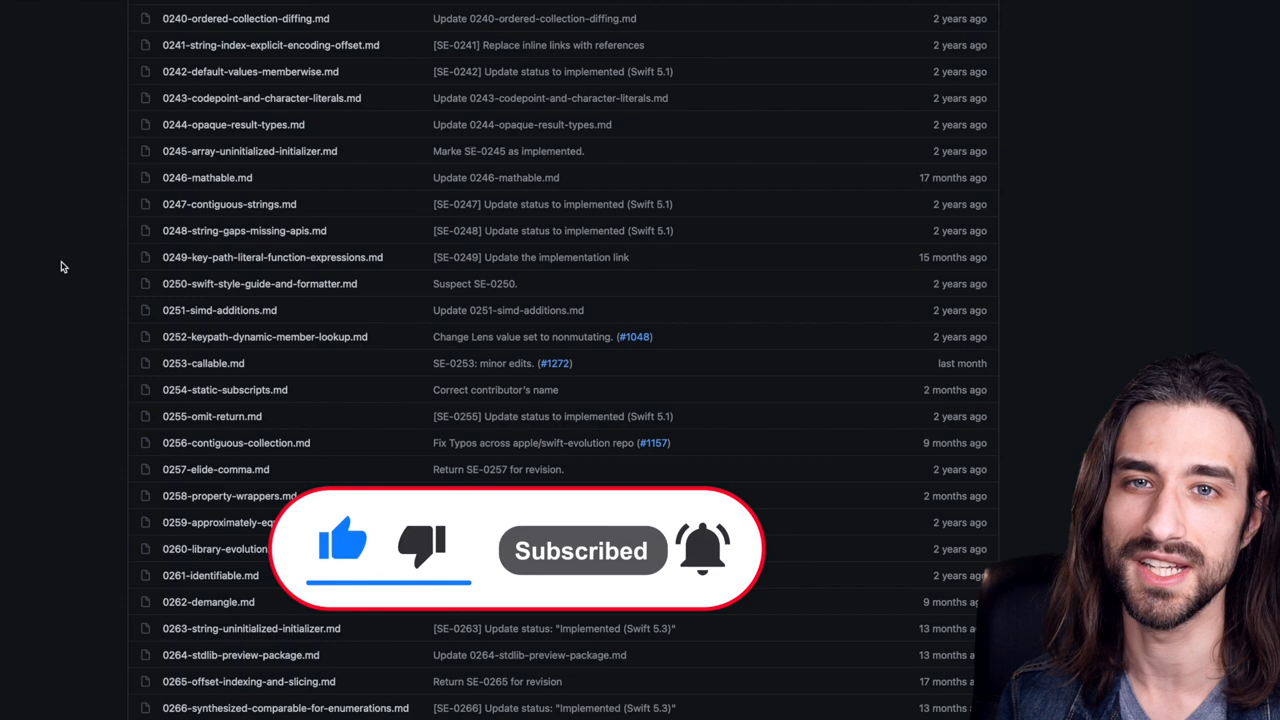 0240-ordered-collection-diffing.md Update 0240-ordered-collection-diffing.md 2 years ago
0241-string-index-explicit-encoding-offset.md [SE-0241] Replace inline links with references 2 years ago
0242-default-values-memberwise.md [SE-0242] Update status to implemented (Swift 5.1) 2 years ago
0243-codepoint-and-character-literals.md Update 0243-codepoint-and-character-literals.md 2 years ago
0244-opaque-result-types.md Update 0244-opaque-result-types.md 2 years ago
0245-array-uninitialized-initializer.md Marke SE-0245 as implemented. 2 years ago
0246-mathable.md Update 0246-mathable.md 17 months ago
0247-contiguous-strings.md [SE-0247] Update status to implemented (Swift 5.1) 2 years ago
0248-string-gaps-missing-apis.md [SE-0248] Update status to implemented (Swift 5.1) 2 years ago
0249-key-path-literal-function-expressions.md [SE-0249] Update the implementation link 15 months ago
0250-swift-style-guide-and-formatter.md Suspect SE-0250. 2 years ago
0251-simd-additions.md Update 0251-simd-additions.md 2 years ago
0252-keypath-dynamic-member-lookup.md Change Lens value set to nonmutating. (#1048) 2 years ago
0253-callable.md SE-0253: minor edits. (#1272) last month
0254-static-subscripts.md Correct contributor's name 2 months ago
0255-omit-return.md [SE-0255] Update status to implemented (Swift 5.1) 2 years ago
0256-contiguous-collection.md Fix Typos across apple/swift-evolution repo (#1157) 9 months ago
0257-elide-comma.md Return SE-0257 for revision. 2 years ago
0258-property-wrappers.md 2 months ago
0259-approximately-eq 2 years ago
0260-library-evolution. 2 years ago
Subscribed
0261-identifiable.md 2 years ago
0262-demangle.md 9 months ag
0263-string-uninitialized-initializer.md [SE-0263] Update status: "Implemented (Swift 5.3)" 13 months a
0264-stdlib-preview-package.md Update 0264-stdlib-preview-package.md 13 months a
0265-offset-indexing-and-slicing.md Return SE-0265 for revision 17 months a
0266-synthesized-comparable-for-enumerations.md [SE-0266] Update status: "Implemented (Swift 5.3)" 13 months a